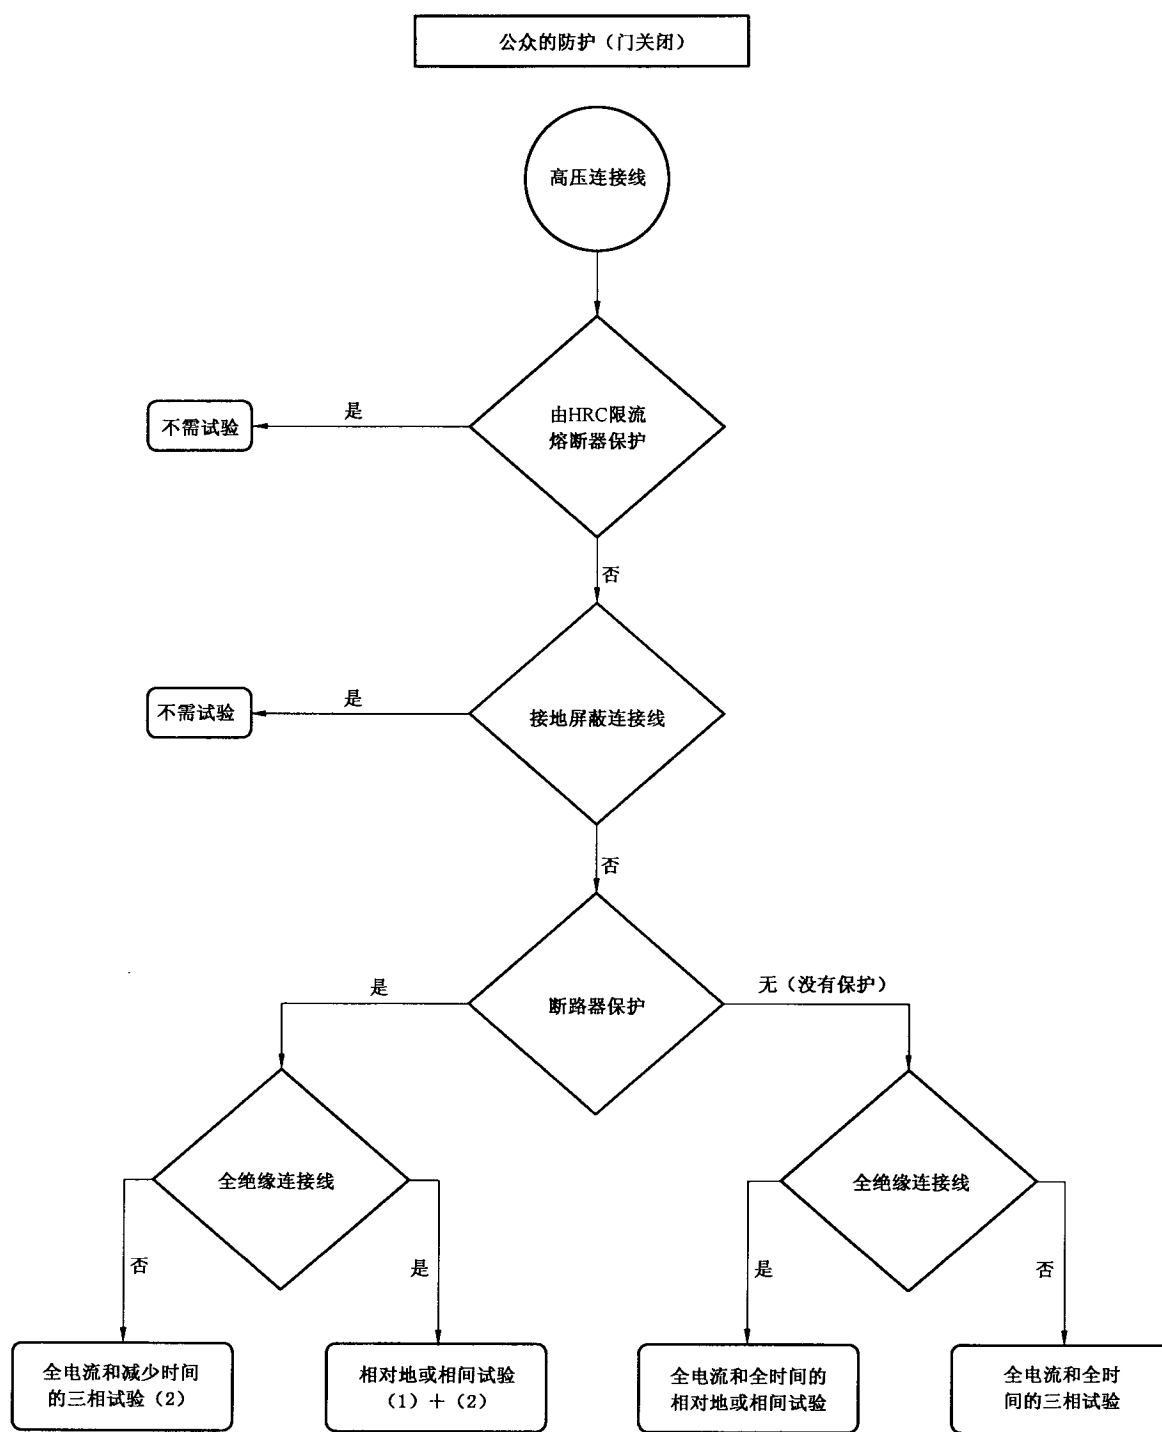 公众的防护（门关闭）
高压连接线
由HRC限流
熔断器保护
是
不需试验
否
接地屏蔽连接线
是
不需试验
否
断路器保护
是
无（没有保护）
全绝缘连接线
全绝缘连接线
否
是
是
否
全电流和减少时间
的三相试验（2）
相对地或相间试验
（1）＋（2）
全电流和全时间的
相对地或相间试验
全电流和全时
间的三相试验